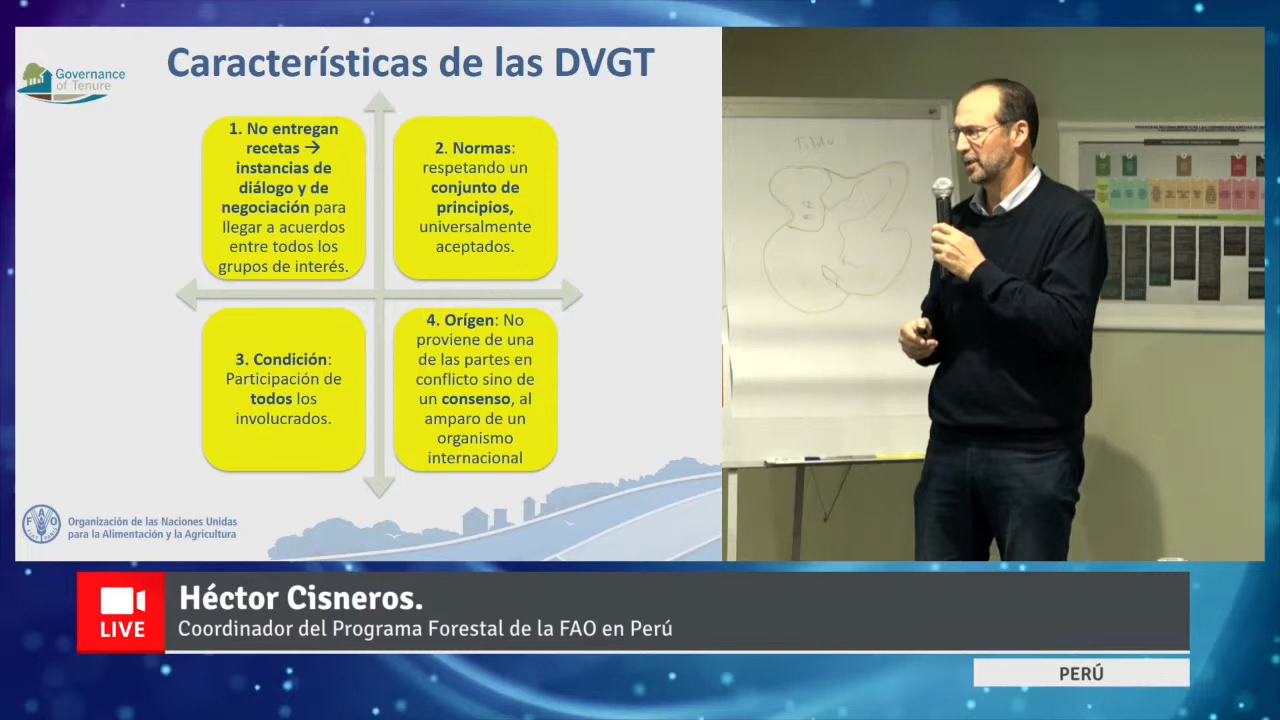 Características de las DVGT
Governance
of Tenure
1. No entregan
recetas →
instancias de
diálogo y de
negociación para
llegar a acuerdos
entre todos los
grupos de interés.
2. Normas:
respetando un
conjunto de
principios,
universalmente
aceptados.
3. Condición:
Participación de
todos los
involucrados.
4. Orígen: No
proviene de una
de las partes en
conflicto sino de
un consenso, al
amparo de un
organismo
internacional
FAO
Organización de las Naciones Unidas
para la Alimentación y la Agricultura
LIVE
Héctor Cisneros.
Coordinador del Programa Forestal de la FAO en Perú
PERÚ